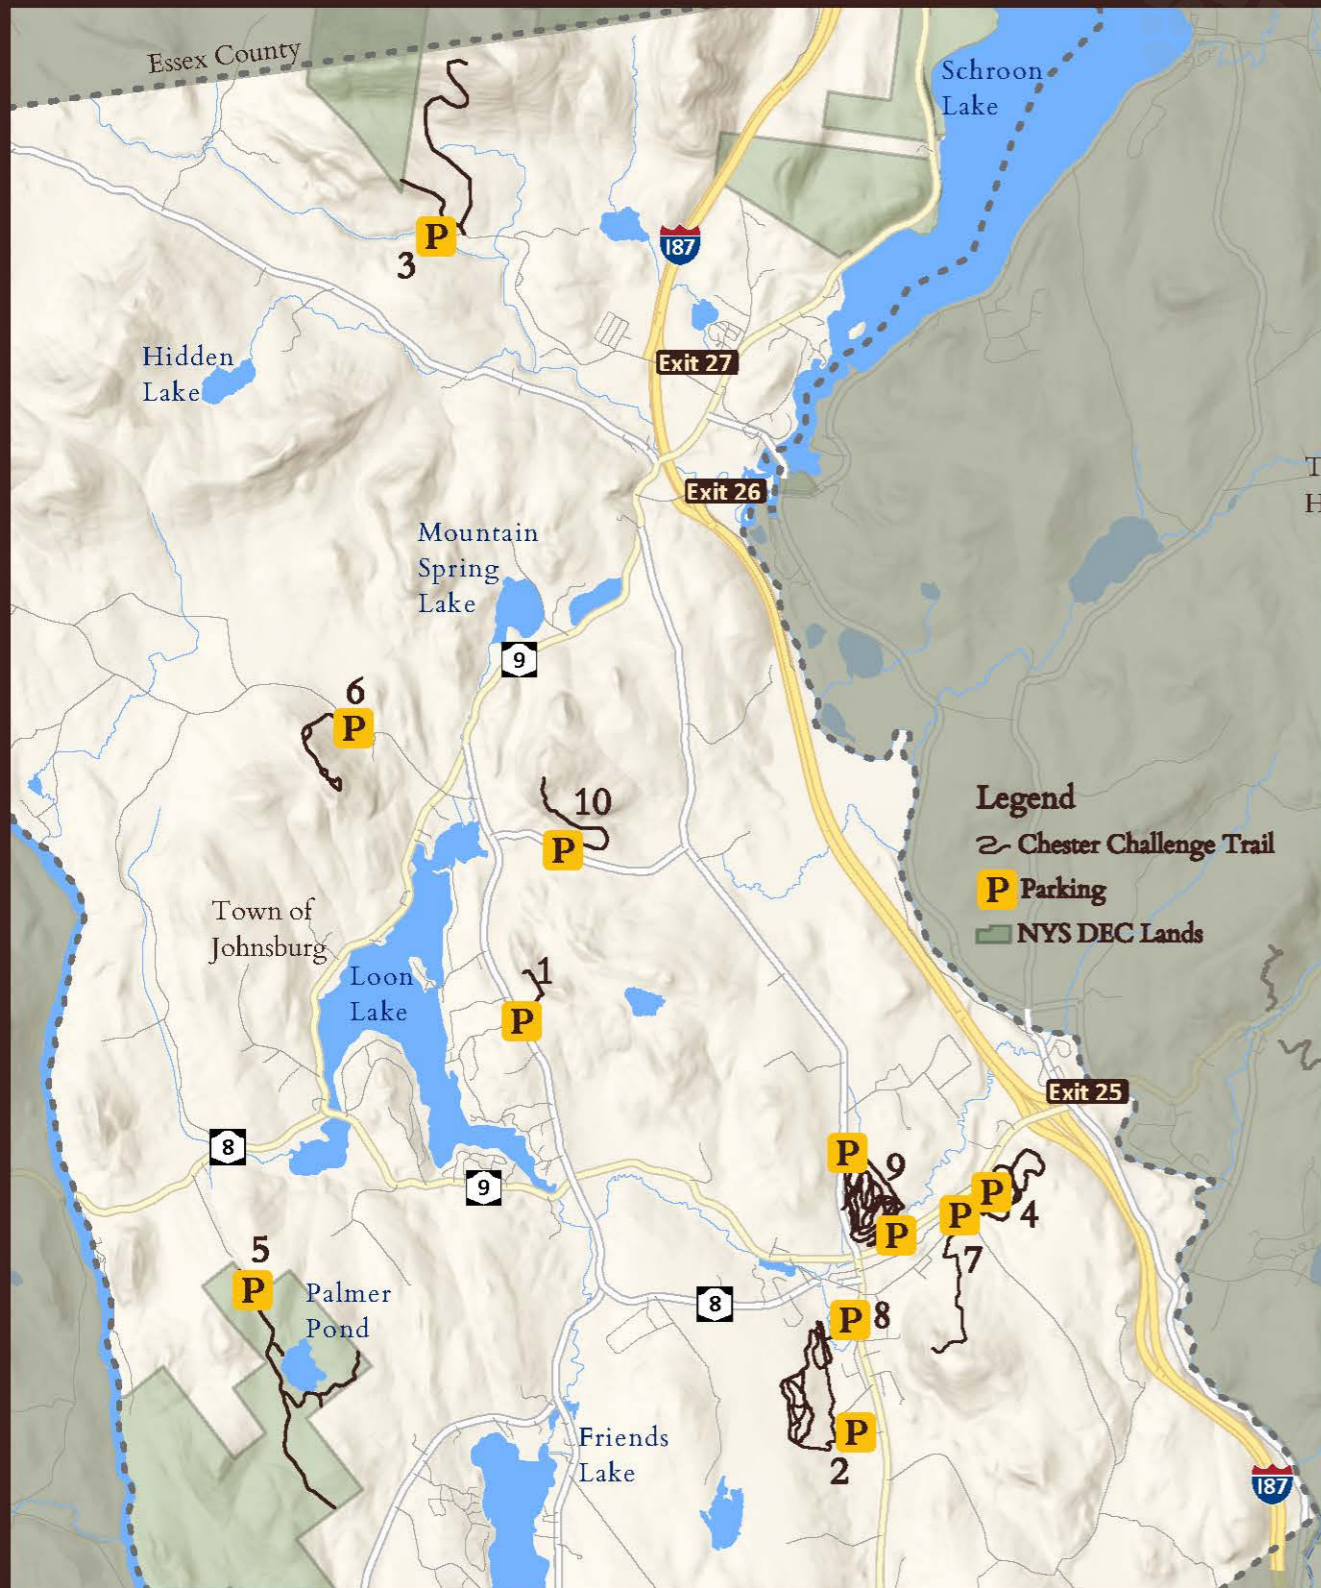 Essex County
Schroon
Lake
P
3
187
Hidden
Lake
Exit 27
Exit 26
Mountain
Spring
Lake
9
6
P
10
P
Legend
Chester Challenge Trail
P Parking
NYS DEC Lands
Town of
Johnsburg
Loon
Lake
1
P
Exit 25
8
9
P
9
P
P
P
4
7
5
P
Palmer
Pond
8
P 8
P
2
Friends
Lake
187